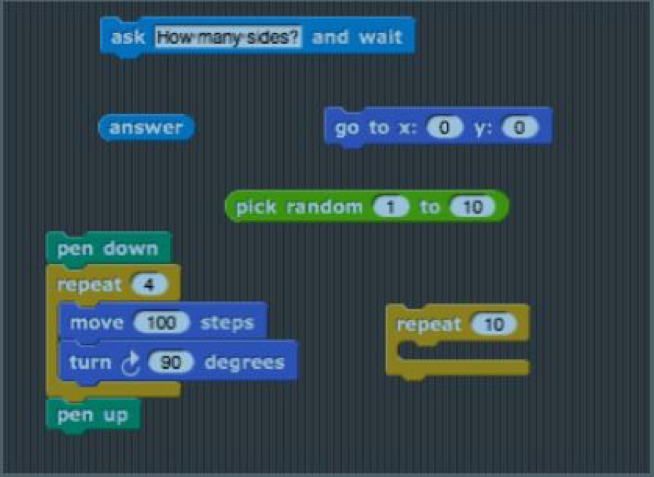 ask How many sides? and wait
answer
go to x: 0 y: 0
pick random 1 to 10
pen down
repeat 4
move 100 steps
turn 90 degrees
pen up
repeat 10